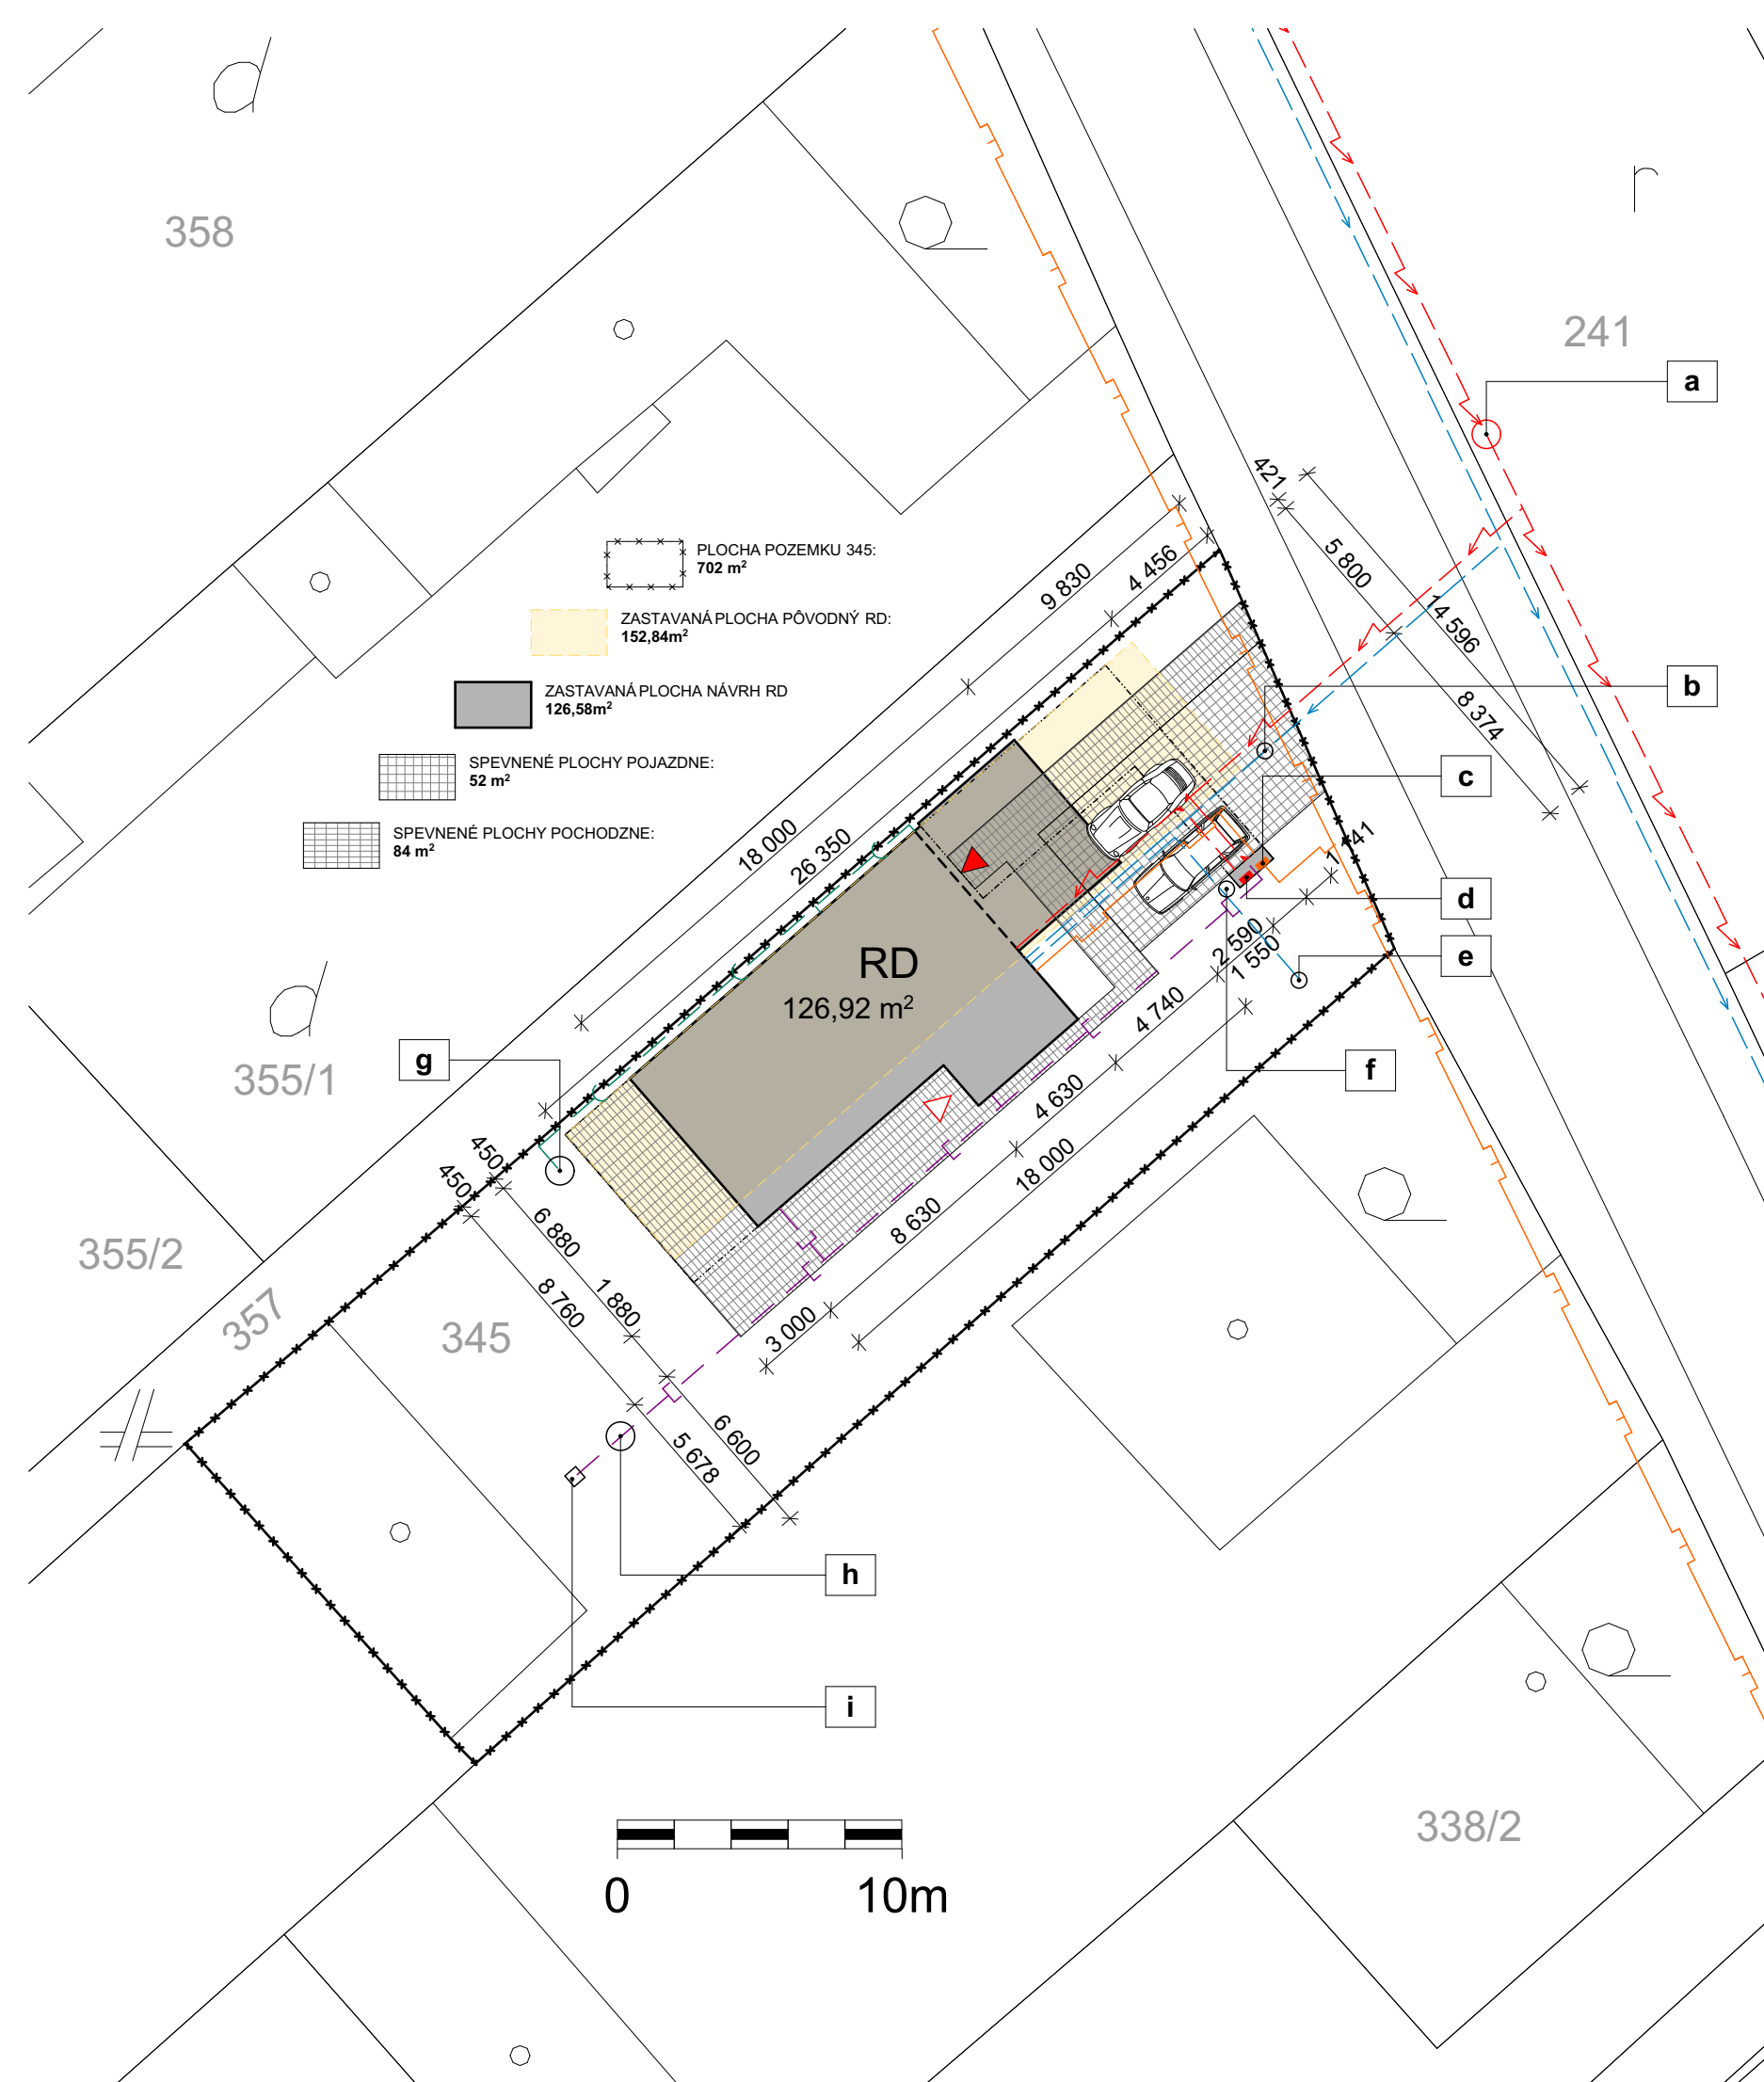 358
241
a
421
PLOCHA POZEMKU 345:
702 m²
5 800
9 830
4 456
ZASTAVANÁ PLOCHA PÔVODNÝ RD:
152,84m²
14 596
b
ZASTAVANÁ PLOCHA NÁVRH RD
126,58m²
8 374
SPEVNENÉ PLOCHY POJAZDNE:
52 m²
c
SPEVNENÉ PLOCHY POCHODZNE:
84 m²
18 000
26 350
d
2 590
1 550
e
RD
126,92 m²
4 740
g
f
355/1
4 630
450
450
18 000
8 630
6 880
355/2
8 760
1 880
357
345
3 000
6 600
5 678
h
i
338/2
0
10m